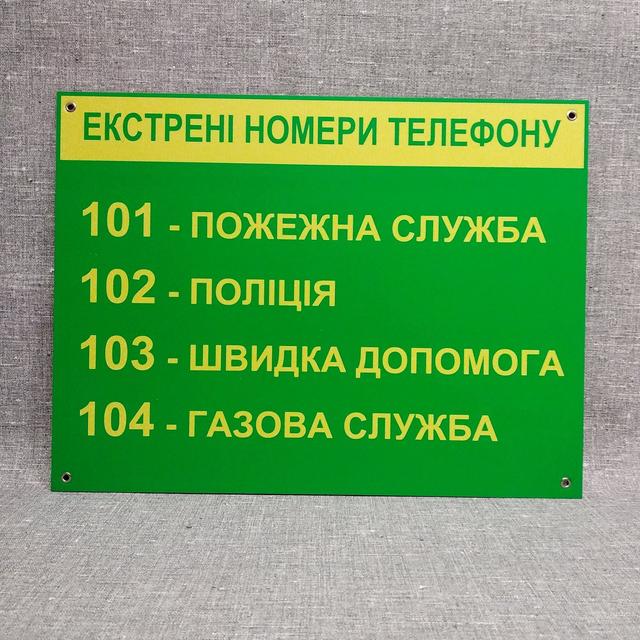 ЕКСТРЕНІ НОМЕРИ ТЕЛЕФОНУ
101 - ПОЖЕЖНА СЛУЖБА
102 - ПОЛІЦІЯ
103 - ШВИДКА ДОПОМОГА
104 - ГАЗОВА СЛУЖБА